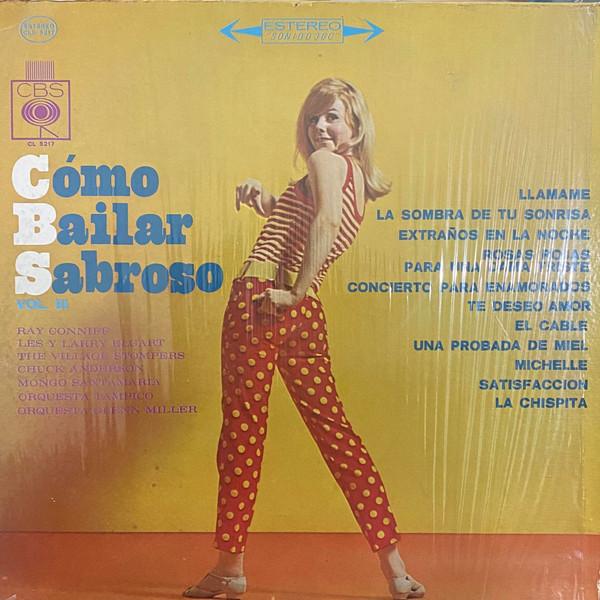 ESTEREO
CLS 5217
ESTEREO
"SONIDO 360"
CBS
CL 5217
Cómo
Bailar
Sabroso
VOL. III
RAY CONNIFF
LES Y LARRY ELGART
THE VILLAGE STOMPERS
CHUCK ANDERSON
MONGO SANTAMARIA
ORQUESTA TAMPICO
ORQUESTA GLENN MILLER
LLAMAME
LA SOMBRA DE TU SONRISA
EXTRAÑOS EN LA NOCHE
ROSAS ROJAS
PARA UNA DAMA TRISTE
CONCIERTO PARA ENAMORADOS
TE DESEO AMOR
EL CABLE
UNA PROBADA DE MIEL
MICHELLE
SATISFACCION
LA CHISPITA